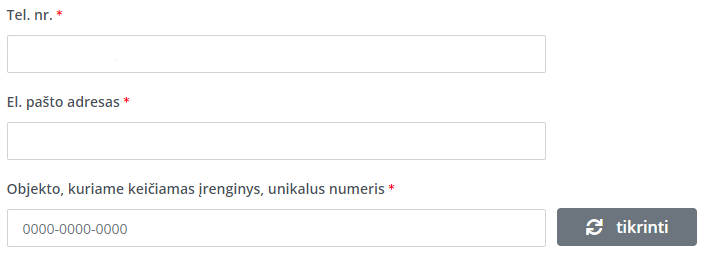 Tel. nr. *
El. pašto adresas *
Objekto, kuriame keičiamas įrenginys, unikalus numeris *
0000-0000-0000
tikrinti